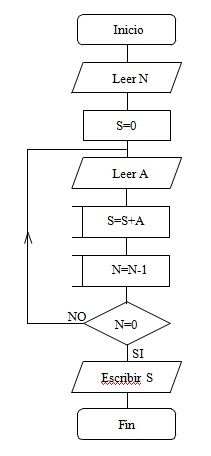 Inicio
Leer N
S=0
Leer A
S=S+A
N=N-1
NO
N=0
SI
Escribir S
Fin